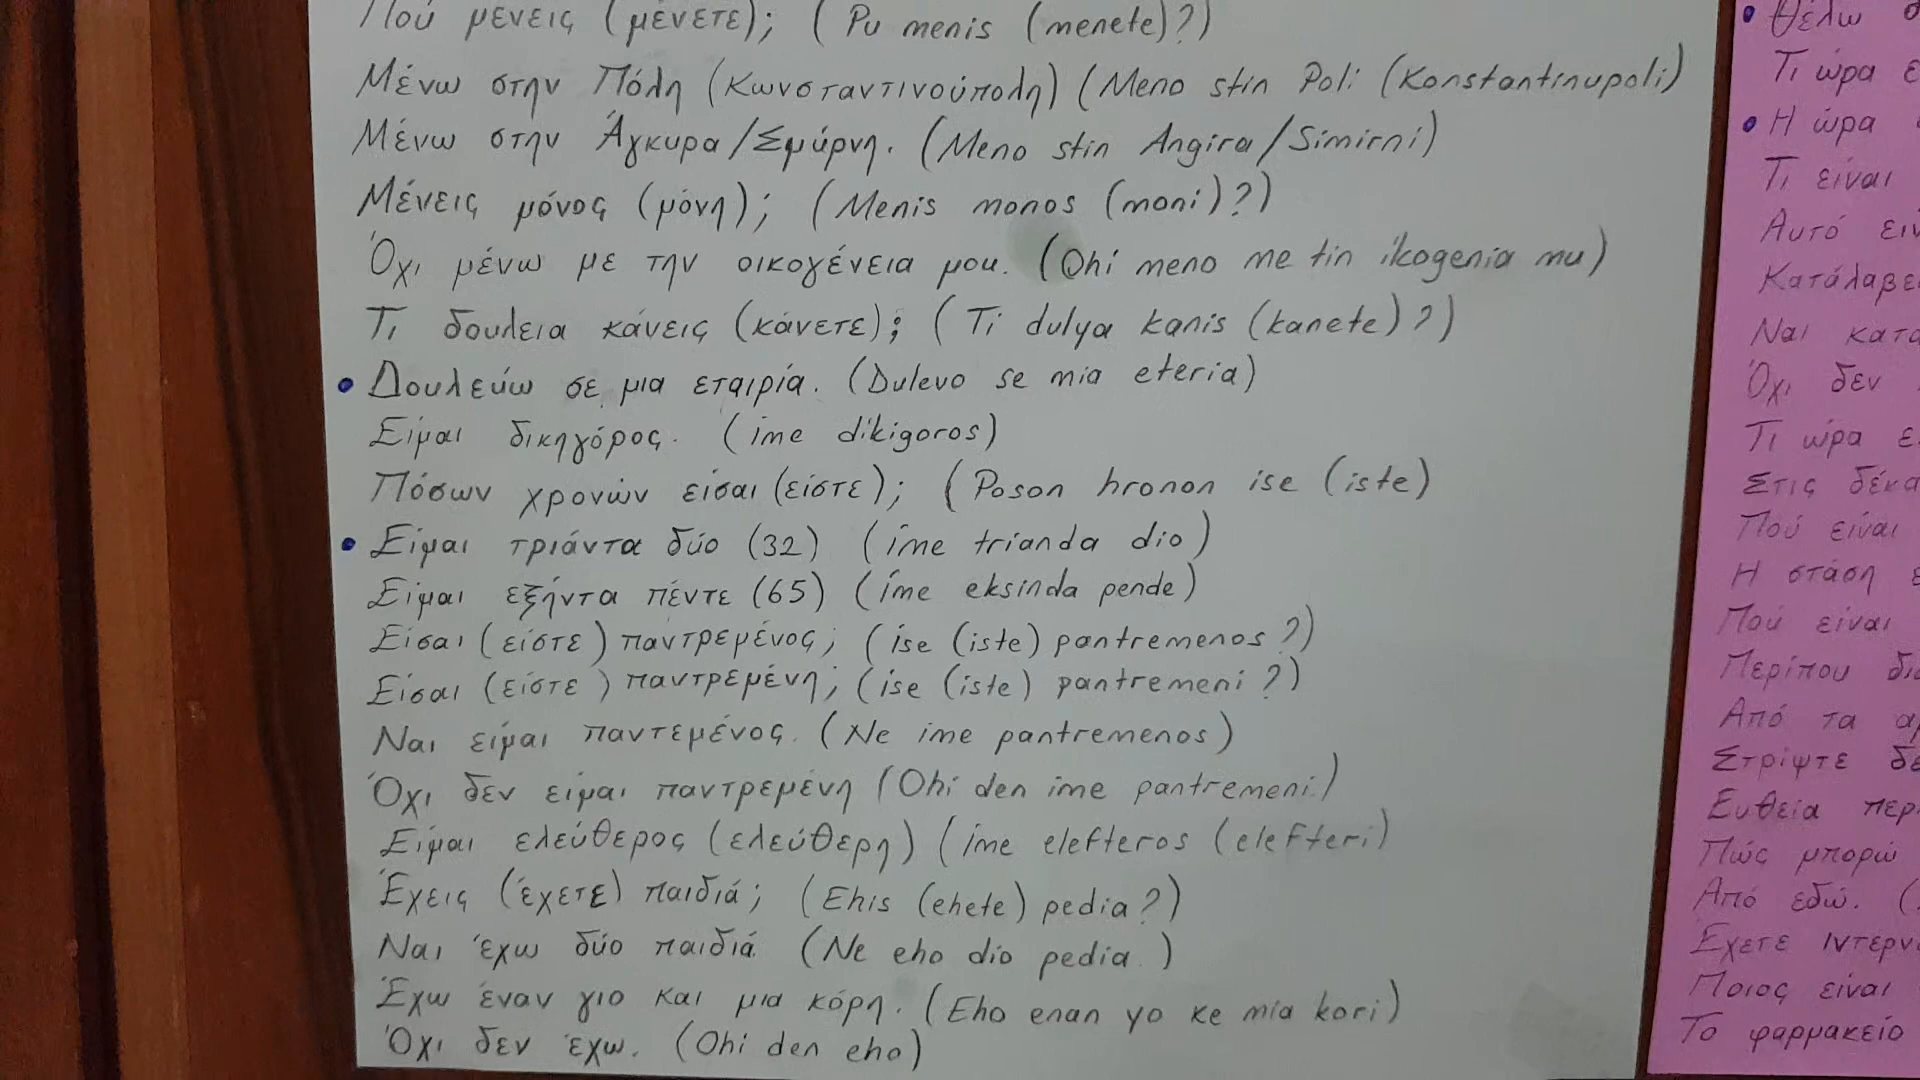 Πού μένεις (μένετε); (Pu menis (menete)?)
Μένω στην Πόλη (Κωνσταντινούπολη) (Meno stin Poli (Konstantinupoli)
Μένω στην Άγκυρα/Σμύρνη. (Meno stin Angira/Simirni)
Μένεις μόνος (μόνη); (Menis monos (moni)?)
Όχι μένω με την οικογένεια μου. (Ohi meno me tin ikogenia mu)
Τι δουλεια κάνεις (κάνετε); (Ti dulya kanis (kanete)?)
• Δουλεύω σε μια εταιρία. (Dulevo se mia eteria)
Είμαι δικηγόρος. (ime dikigoros)
Πόσων χρονών είσαι (είστε); (Poson hronon ise (iste)
• Είμαι τριάντα δύο (32) (ime trianda dio)
Είμαι εξήντα πέντε (65) (ime eksinda pende)
Είσαι (είστε) παντρεμένος; (ise (iste) pantremenos?)
Είσαι (είστε) παντρεμένη; (ise (iste) pantremeni?)
Ναι είμαι παντεμένος. (Ne ime pantremenos)
Όχι δεν είμαι παντρεμένη (Ohi den ime pantremeni.)
Είμαι ελεύθερος (ελεύθερη) (ime elefteros (elefteri)
Έχεις (έχετε) παιδιά; (Ehis (ehete) pedia?)
Ναι έχω δύο παιδιά. (Ne eho dio pedia.)
Έχω έναν γιο και μια κόρη. (Eho enan yo ke mia kori)
Όχι δεν έχω. (Ohi den eho)
• Θέλω
Τι ώρα
• Η ώρα
Τι είναι
Αυτό
Ναι
Όχι δεν
Τι ώρα
Στις
Πού είναι
Η στάση
Πού είναι
Περίπου
Από τα
Στρίψτε
Ευθεία
Πώς μπορώ
Από εδώ. (
Έχετε
Ποιος είναι
Το φαρμακείο